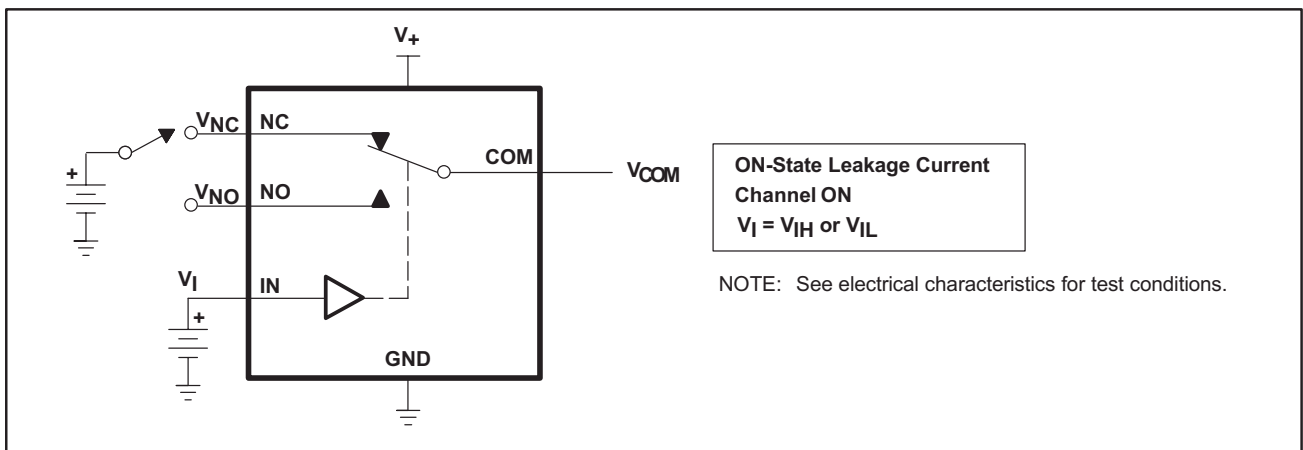 V+
VNC NC
COM
VCOM
+
VNO NO
VI
IN
+
GND
ON-State Leakage Current
Channel ON
VI = VIH or VIL
NOTE: See electrical characteristics for test conditions.